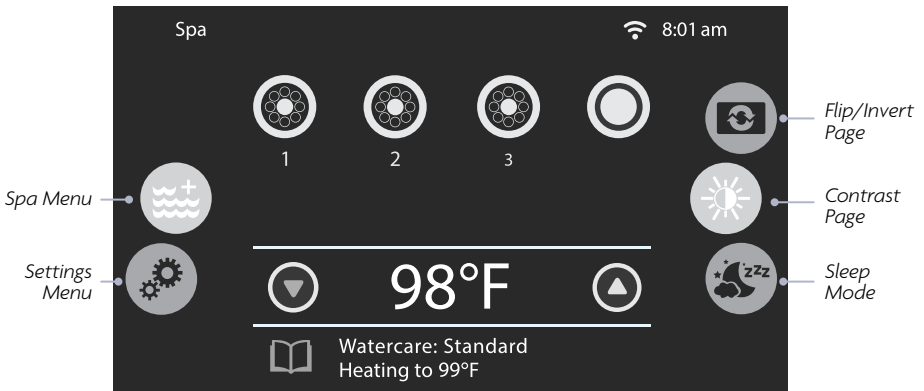 Spa
8:01 am
1
2
3
Flip/Invert
Page
Spa Menu
Contrast
Page
Settings
Menu
98°F
zzz
Sleep
Mode
Watercare: Standard
Heating to 99°F